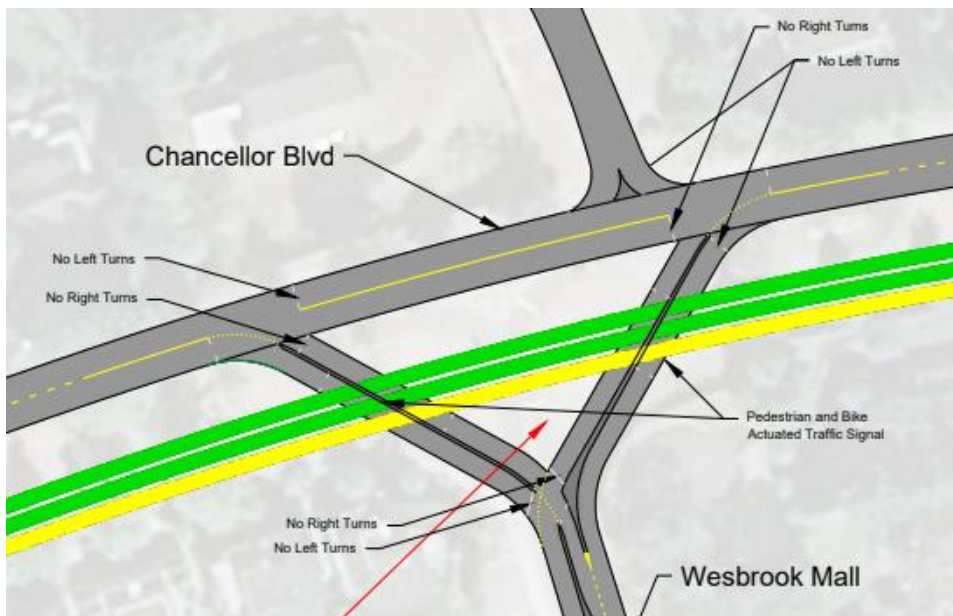 No Right Turns
No Left Turns
Chancellor Blvd
No Left Turns
No Right Turns
Pedestrian and Bike
Actuated Traffic Signal
No Right Turns
No Left Turns
Wesbrook Mall